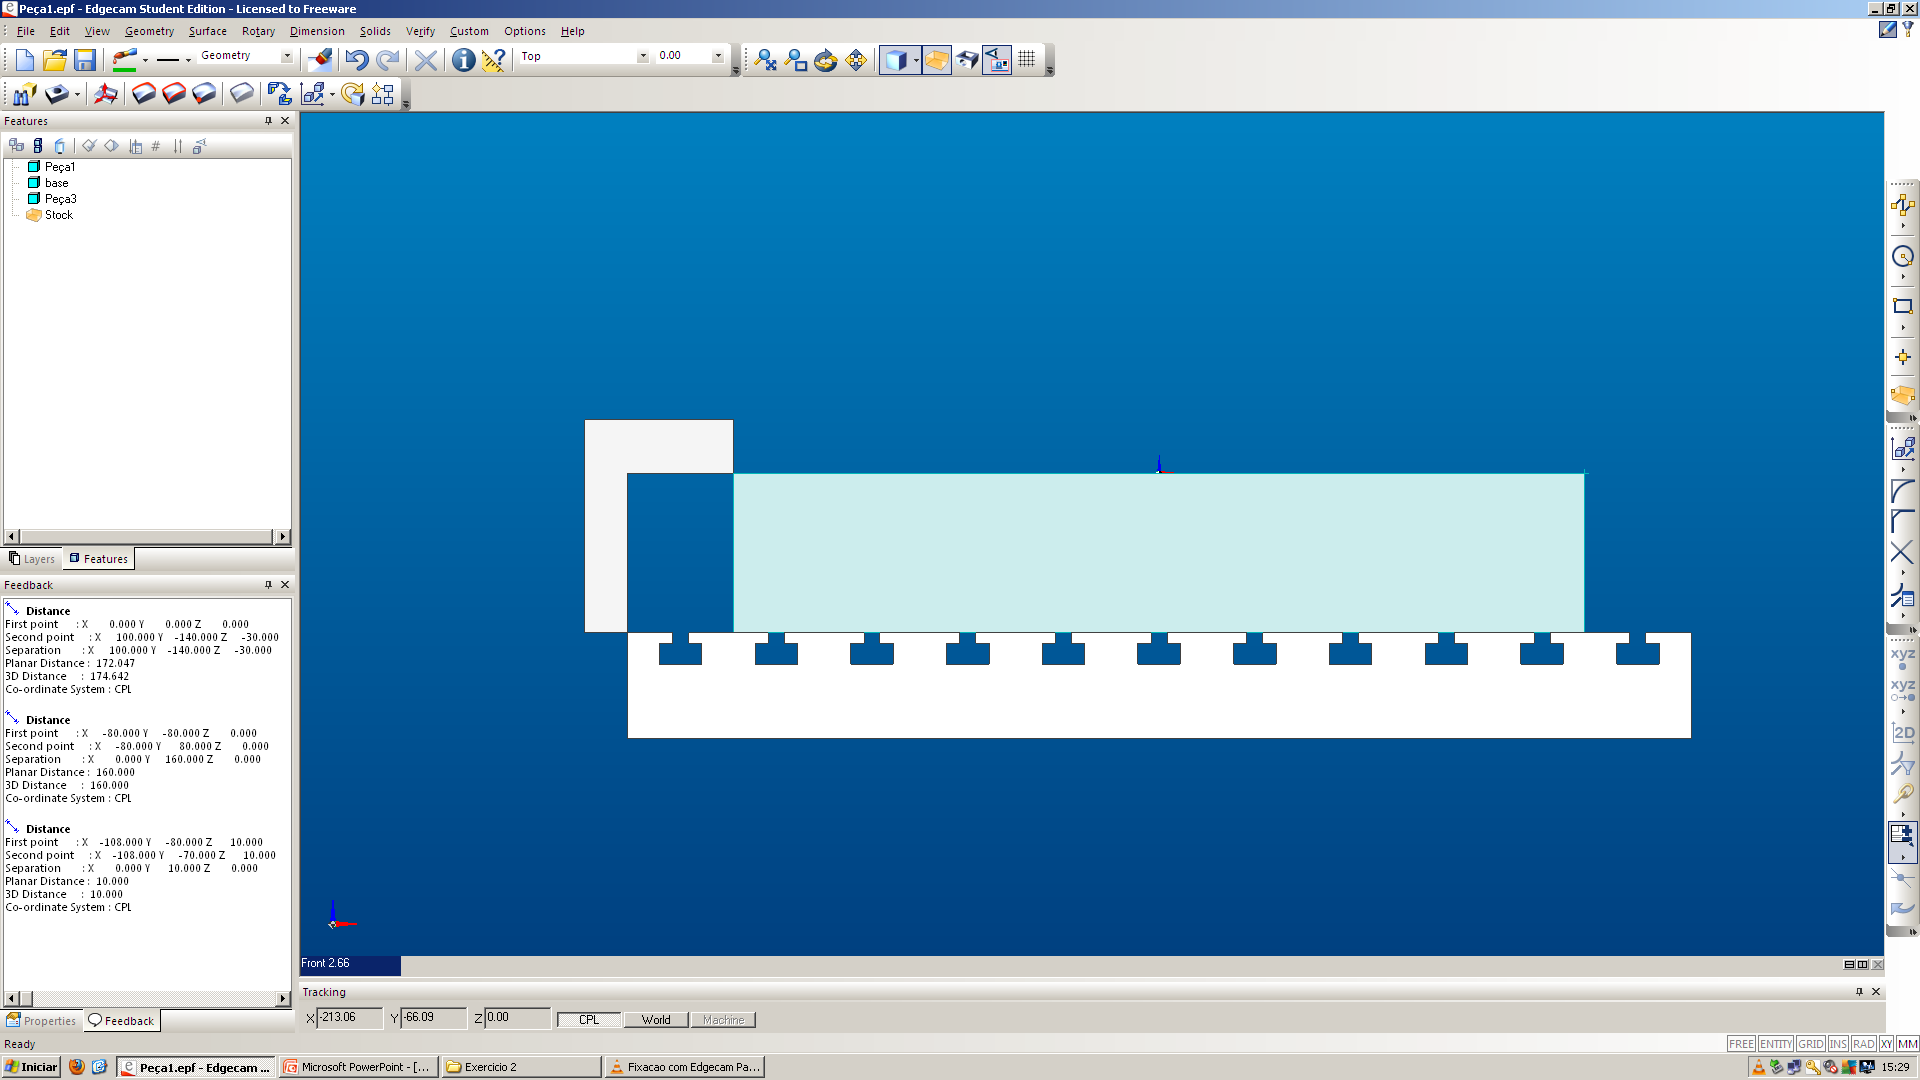 Peça1.epf - Edgecam Student Edition - Licensed to Freeware
File Edit View Geometry Surface Rotary Dimension Solids Verify Custom Options Help
Geometry Top 0.00
Features
Peça1
base
Peça3
Stock
Layers Features
Feedback
Distance
First point : X 0.000 Y 0.000 Z 0.000
Second point : X 100.000 Y -140.000 Z -30.000
Separation : X 100.000 Y -140.000 Z -30.000
Planar Distance : 172.047
3D Distance : 174.642
Co-ordinate System : CPL
Distance
First point : X -80.000 Y -80.000 Z 0.000
Second point : X -80.000 Y 80.000 Z 0.000
Separation : X 0.000 Y 160.000 Z 0.000
Planar Distance : 160.000
3D Distance : 160.000
Co-ordinate System : CPL
Distance
First point : X -108.000 Y -80.000 Z 10.000
Second point : X -108.000 Y -70.000 Z 10.000
Separation : X 0.000 Y 10.000 Z 0.000
Planar Distance : 10.000
3D Distance : 10.000
Co-ordinate System : CPL
Properties Feedback
xyz
xyz
2D
Front 2.66
Tracking
X -213.06 Y -66.09 Z 0.00 CPL World Machine
Ready
FREE ENTITY GRID INS RAD XY MM
Iniciar Peça1.epf - Edgecam ... Microsoft PowerPoint - [... Exercicio 2 Fixacao com Edgecam Pa... 15:29